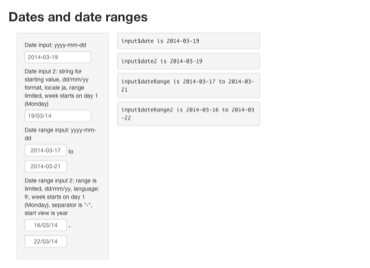 Dates and date ranges
Date input: yyyy-mm-dd
2014-03-19
Date input 2: string for
starting value, dd/mm/yy
format, locale ja, range
limited, week starts on day 1
(Monday)
19/03/14
Date range input: yyyy-mm-
dd
2014-03-17 to
2014-03-21
Date range input 2: range is
limited, dd/mm/yy, language:
fr, week starts on day 1
(Monday), separator is "-",
start view is year
16/03/14 -
22/03/14
input$date is 2014-03-19
input$date2 is 2014-03-19
input$dateRange is 2014-03-17 to 2014-03-
21
input$dateRange2 is 2014-03-16 to 2014-03
-22